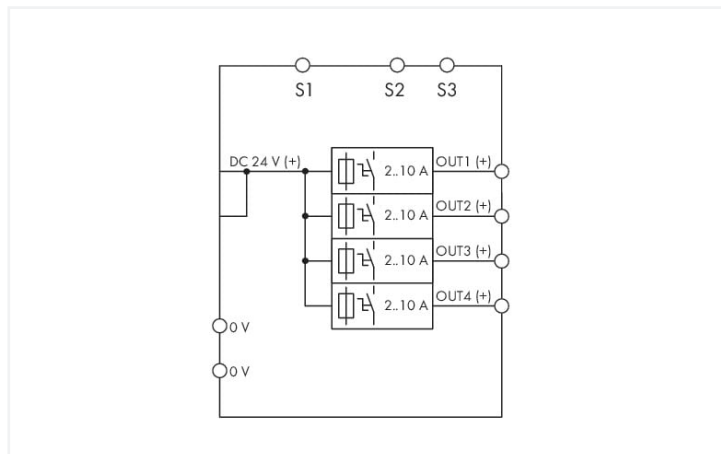 S1 S2 S3
DC 24 V (+)
2..10 A OUT1 (+)
2..10 A OUT2 (+)
2..10 A OUT3 (+)
2..10 A OUT4 (+)
0 V
0 V